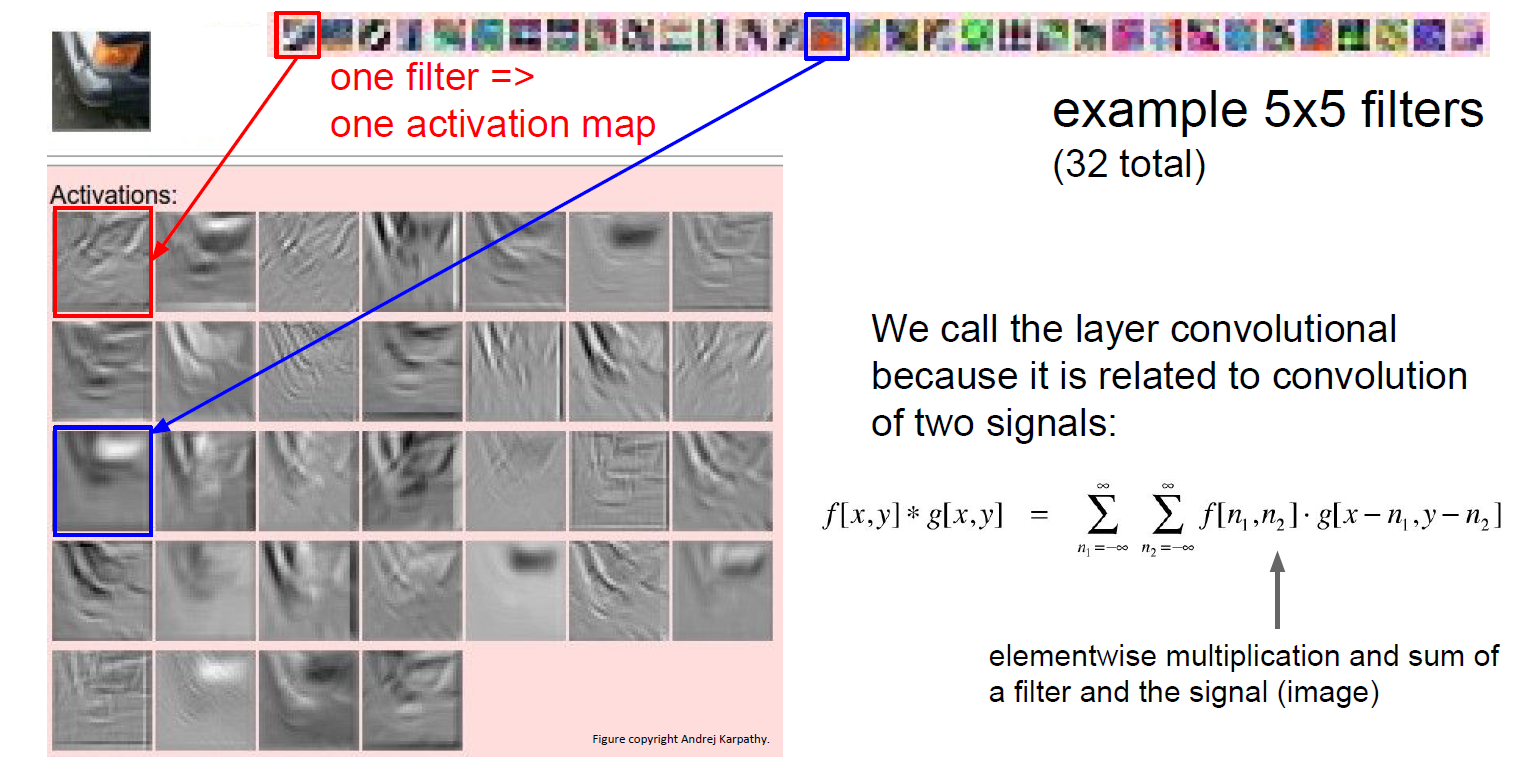 one filter =>
one activation map
example 5x5 filters
(32 total)
Activations:
We call the layer convolutional
because it is related to convolution
of two signals:
f[x,y] * g[x,y] = ∑_{n₁=-∞}^{∞} ∑_{n₂=-∞}^{∞} f[n₁,n₂] · g[x − n₁, y − n₂]
elementwise multiplication and sum of
a filter and the signal (image)
Figure copyright Andrej Karpathy.